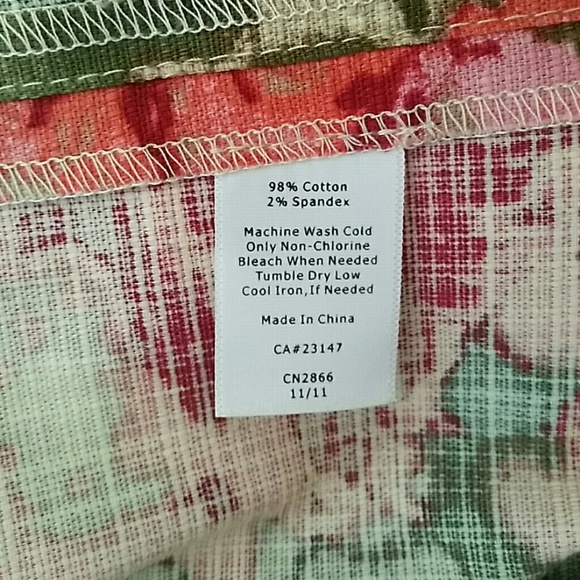 98% Cotton
2% Spandex
Machine Wash Cold
Only Non-Chlorine
Bleach When Needed
Tumble Dry Low
Cool Iron,If Needed
Made In China
CA#23147
CN2866
11/11